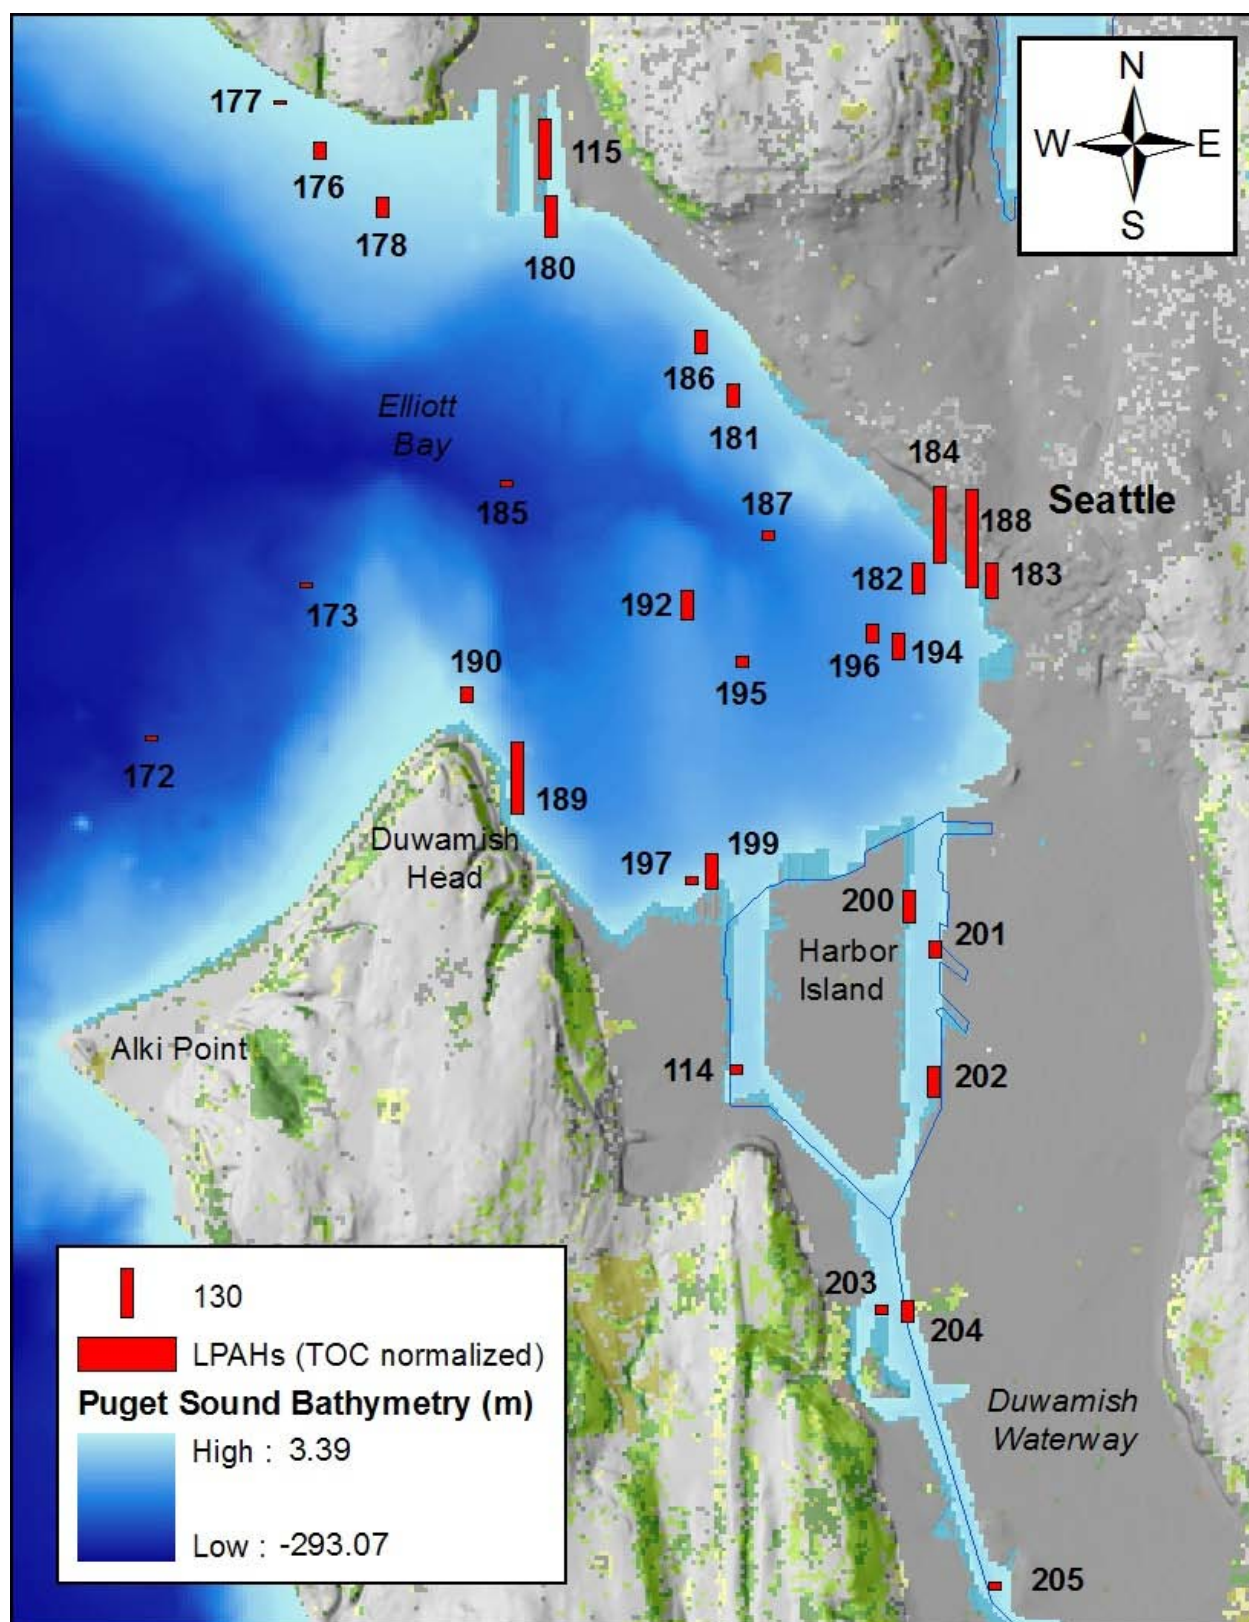 N
W E
S
177
115
176
178
180
186
Elliott
Bay
181
184
185
187
188
Seattle
182
183
173
192
190
196
194
195
172
189
Duwamish
Head
197
199
200
201
Harbor
Island
Alki Point
114
202
203
204
130
LPAHs (TOC normalized)
Puget Sound Bathymetry (m)
High : 3.39
Low : -293.07
Duwamish
Waterway
205